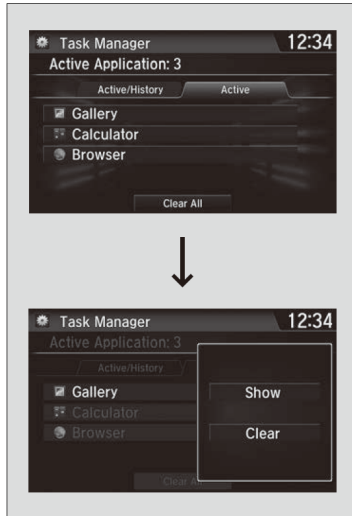 Task Manager 12:34
Active Application: 3
Active/History Active
Gallery
Calculator
Browser
Clear All
Task Manager 12:34
Active Application: 3
Active/History
Gallery
Calculator
Browser
Show
Clear
Clear All